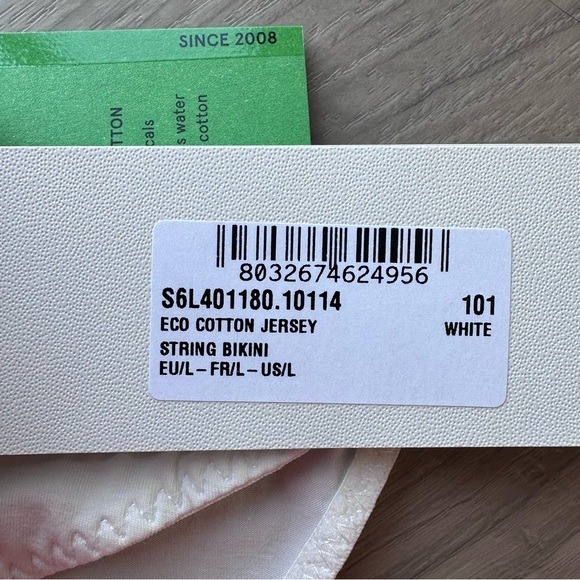 SINCE 2008
TTON
cals
s water
cotton
8032674624956
S6L401180.10114 101
ECO COTTON JERSEY WHITE
STRING BIKINI
EU/L-FR/L-US/L